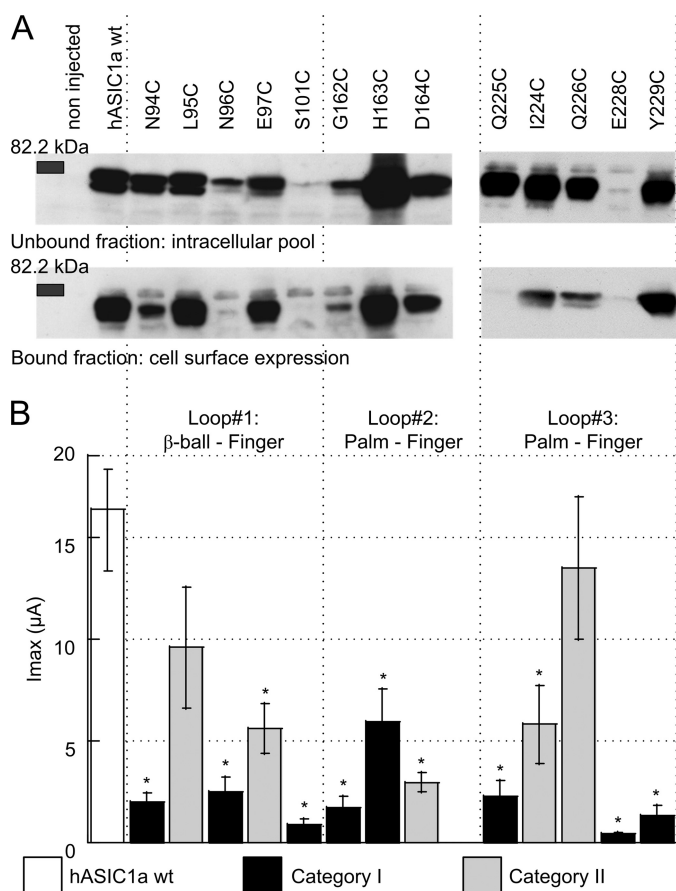 A
non injected
hASIC1a wt
N94C
L95C
N96C
E97C
S101C
G162C
H163C
D164C
Q225C
I224C
Q226C
E228C
Y229C
82.2 kDa
Unbound fraction: intracellular pool
82.2 kDa
Bound fraction: cell surface expression
B
Loop#1:
β-ball - Finger
Loop#2:
Palm - Finger
Loop#3:
Palm - Finger
20
15
10
5
0
Imax (µA)
* * * * * * * * * * *
hASIC1a wt
Category I
Category II